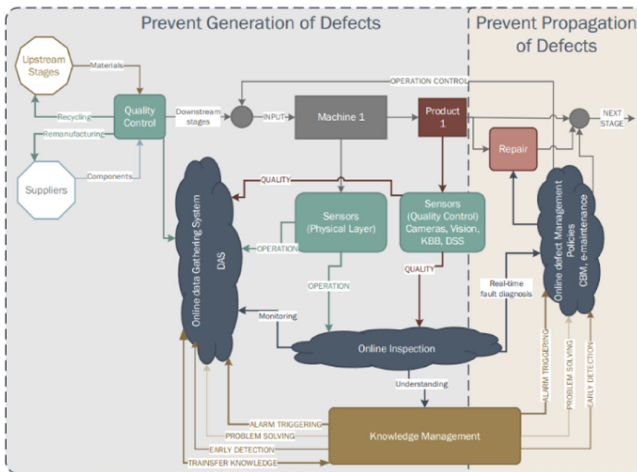 Prevent Generation of Defects
Prevent Propagation
of Defects
Upstream
Stages
Materials
OPERATION CONTROL
Recycling
Quality
Control
Downstream
stages
INPUT
Machine 1
Product
1
NEXT
STAGE
Remanufacturing
Repair
Suppliers
Components
QUALITY
Online data Gathering System
DAS
Sensors
(Physical Layer)
Sensors
(Quality Control)
Cameras, Vision,
KBB, DSS
Online defect Management
Policies
CBM, e-maintenance
OPERATION
OPERATION
QUALITY
Real-time
fault diagnosis
Monitoring
Online Inspection
Understanding
ALARM TRIGGERING
PROBLEM SOLVING
EARLY DETECTION
ALARM TRIGGERING
PROBLEM SOLVING
EARLY DETECTION
TRANSFER KNOWLEDGE
Knowledge Management